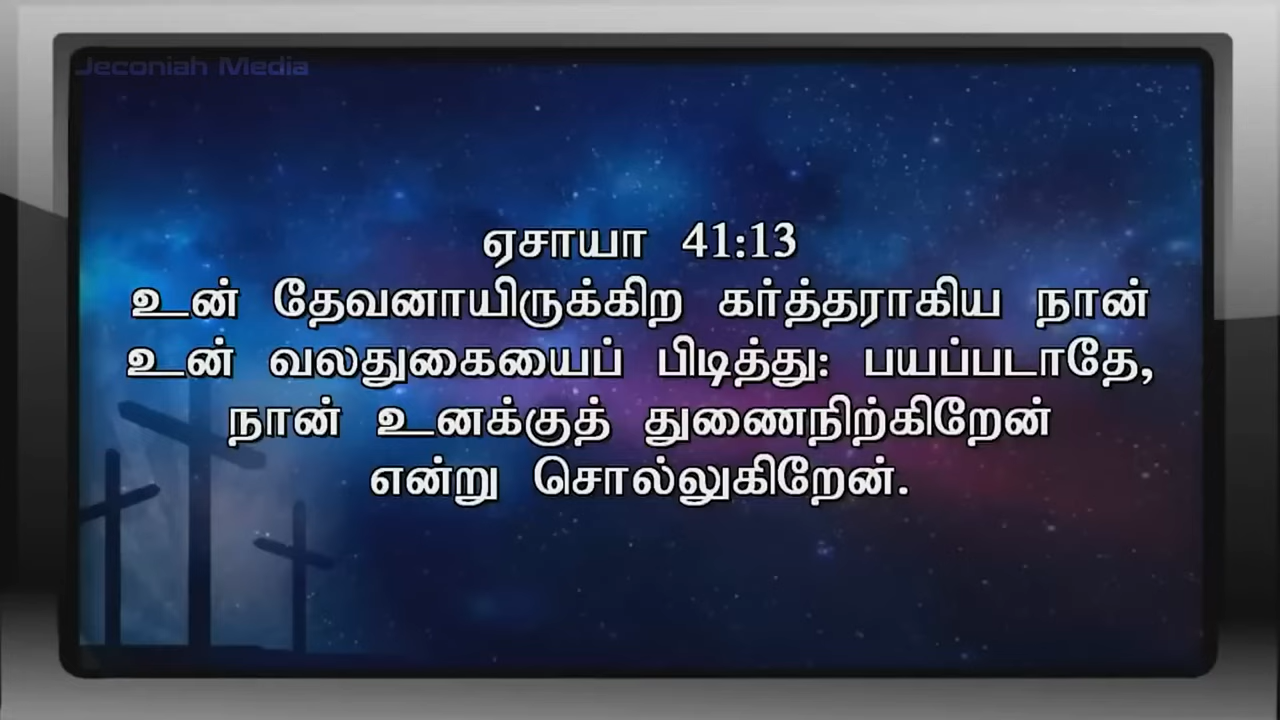 Jeconiah Media
ஏசாயா 41:13
உன் தேவனாயிருக்கிற கர்த்தராகிய நான்
உன் வலதுகையைப் பிடித்து: பயப்படாதே,
நான் உனக்குத் துணைநிற்கிறேன்
என்று சொல்லுகிறேன்.